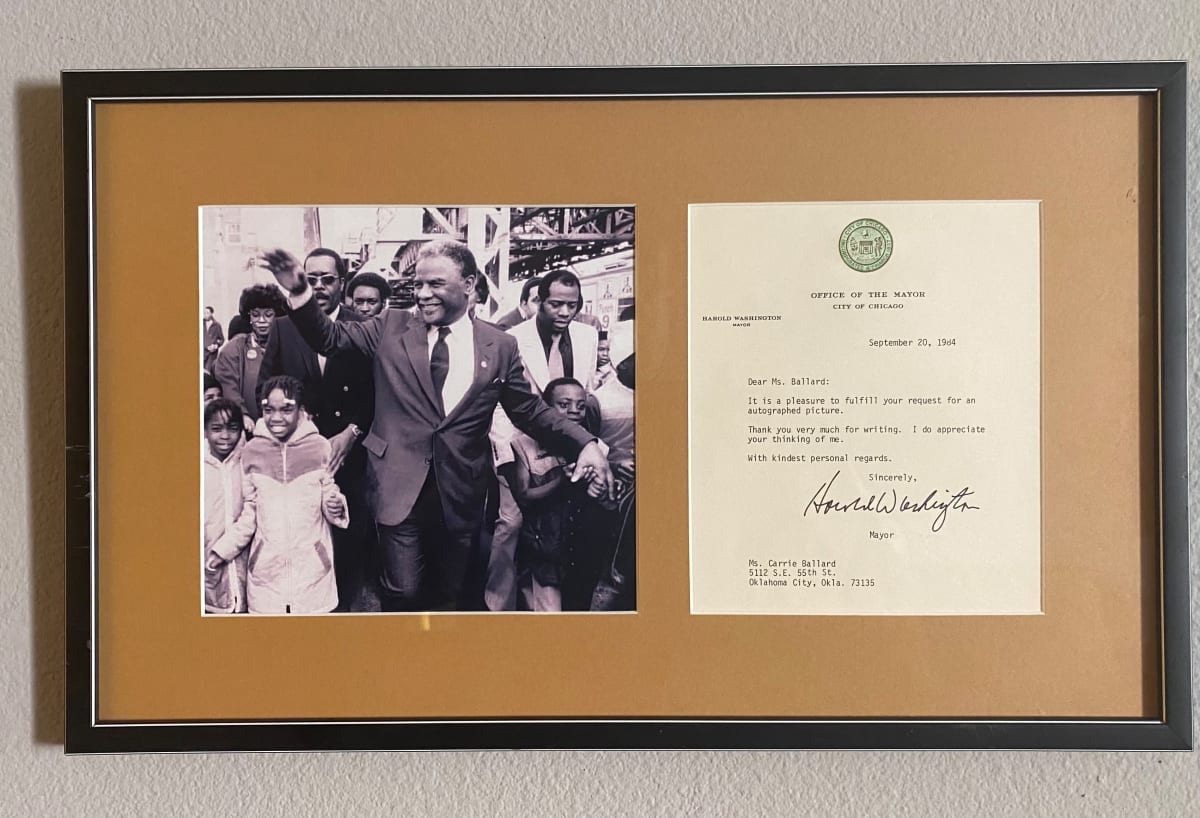 OFFICE OF THE MAYOR
CITY OF CHICAGO
HAROLD WASHINGTON
MAYOR
September 20, 1984
Dear Ms. Ballard:
It is a pleasure to fulfill your request for an
autographed picture.
Thank you very much for writing. I do appreciate
your thinking of me.
With kindest personal regards.
Sincerely,
Harold Washington
Mayor
Ms. Carrie Ballard
5112 S.E. 55th St.
Oklahoma City, Okla. 73135